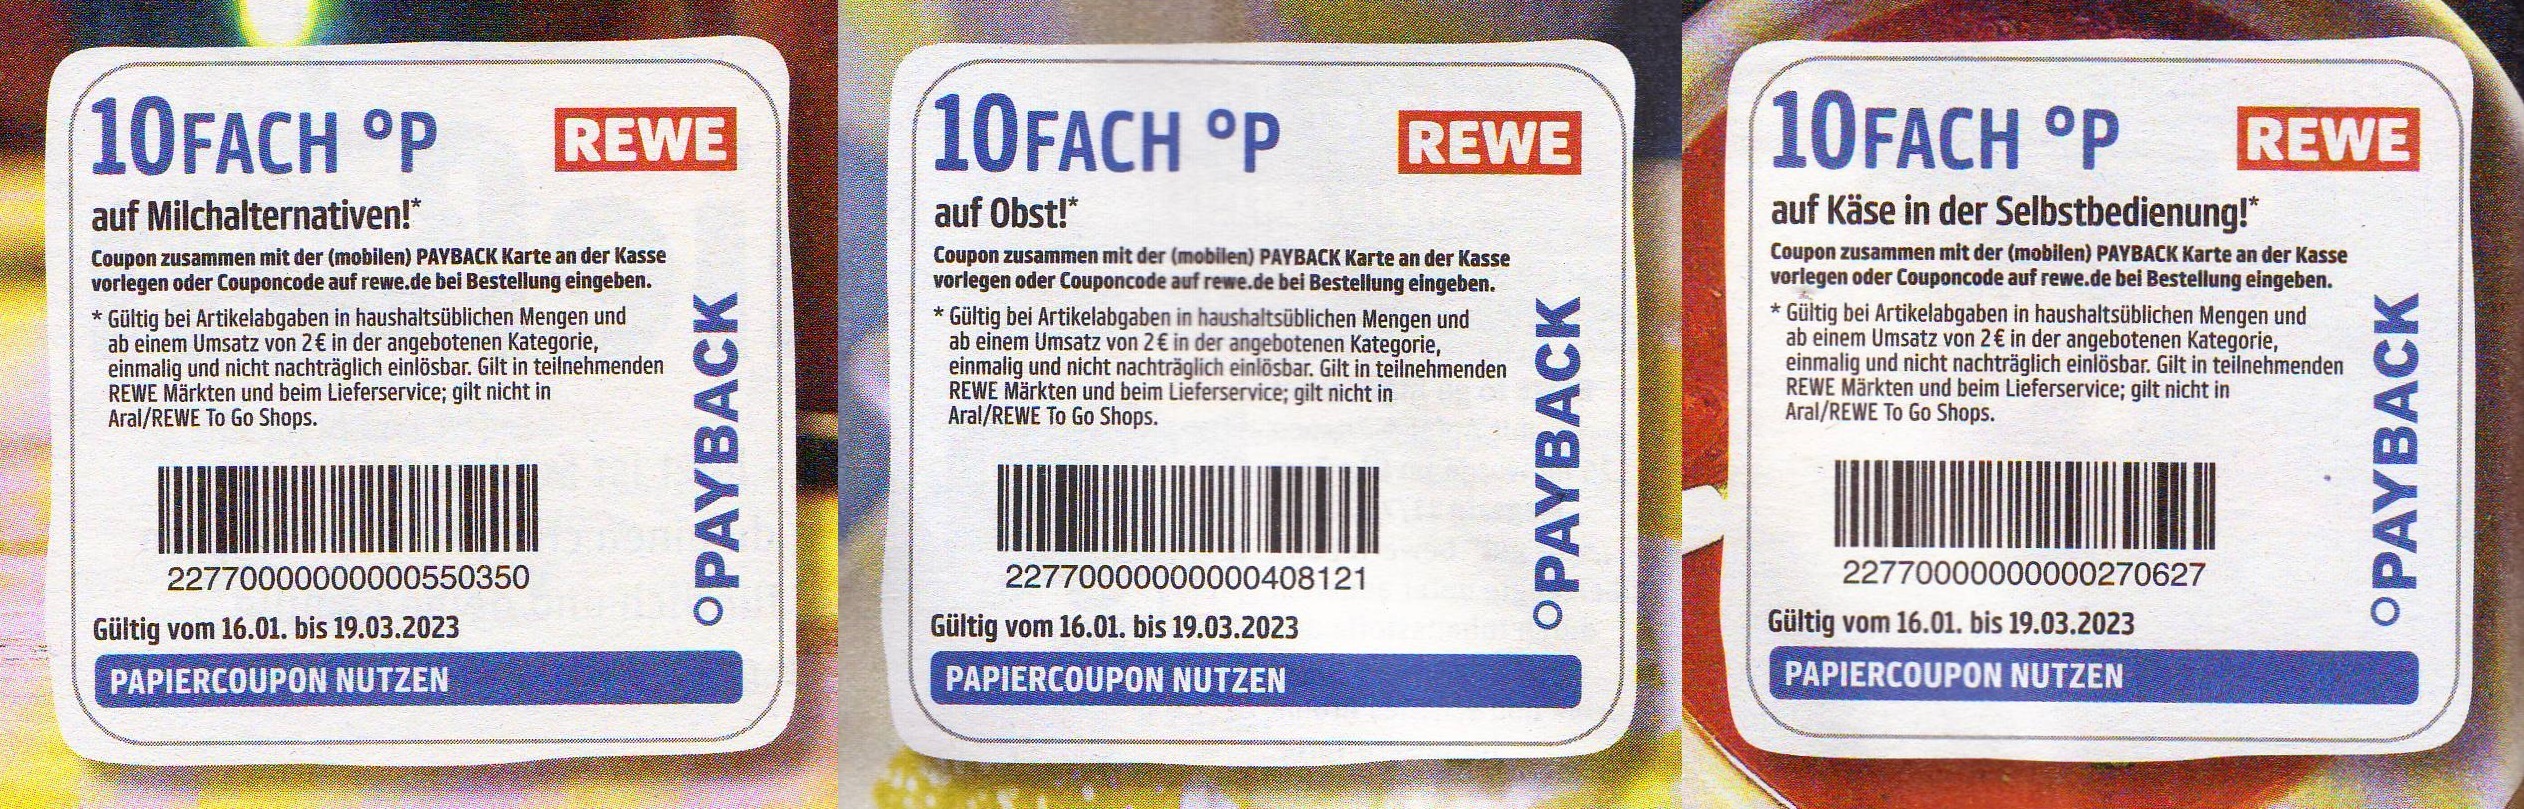 10FACH °P
REWE
auf Milchalternativen!*
Coupon zusammen mit der (mobilen) PAYBACK Karte an der Kasse
vorlegen oder Couponcode auf rewe.de bei Bestellung eingeben.
* Gültig bei Artikelabgaben in haushaltsüblichen Mengen und
ab einem Umsatz von 2€ in der angebotenen Kategorie,
einmalig und nicht nachträglich einlösbar. Gilt in teilnehmenden
REWE Märkten und beim Lieferservice; gilt nicht in
Aral/REWE To Go Shops.
PAYBACK
22770000000000550350
Gültig vom 16.01. bis 19.03.2023
PAPIERCOUPON NUTZEN
10FACH °P
REWE
auf Obst!*
Coupon zusammen mit der (mobilen) PAYBACK Karte an der Kasse
vorlegen oder Couponcode auf rewe.de bei Bestellung eingeben.
* Gültig bei Artikelabgaben in haushaltsüblichen Mengen und
ab einem Umsatz von 2€ in der angebotenen Kategorie,
einmalig und nicht nachträglich einlösbar. Gilt in teilnehmenden
REWE Märkten und beim Lieferservice; gilt nicht in
Aral/REWE To Go Shops.
PAYBACK
22770000000000408121
Gültig vom 16.01. bis 19.03.2023
PAPIERCOUPON NUTZEN
10FACH °P
REWE
auf Käse in der Selbstbedienung!*
Coupon zusammen mit der (mobilen) PAYBACK Karte an der Kasse
vorlegen oder Couponcode auf rewe.de bei Bestellung eingeben.
* Gültig bei Artikelabgaben in haushaltsüblichen Mengen und
ab einem Umsatz von 2€ in der angebotenen Kategorie,
einmalig und nicht nachträglich einlösbar. Gilt in teilnehmenden
REWE Märkten und beim Lieferservice; gilt nicht in
Aral/REWE To Go Shops.
PAYBACK
22770000000000270627
Gültig vom 16.01. bis 19.03.2023
PAPIERCOUPON NUTZEN